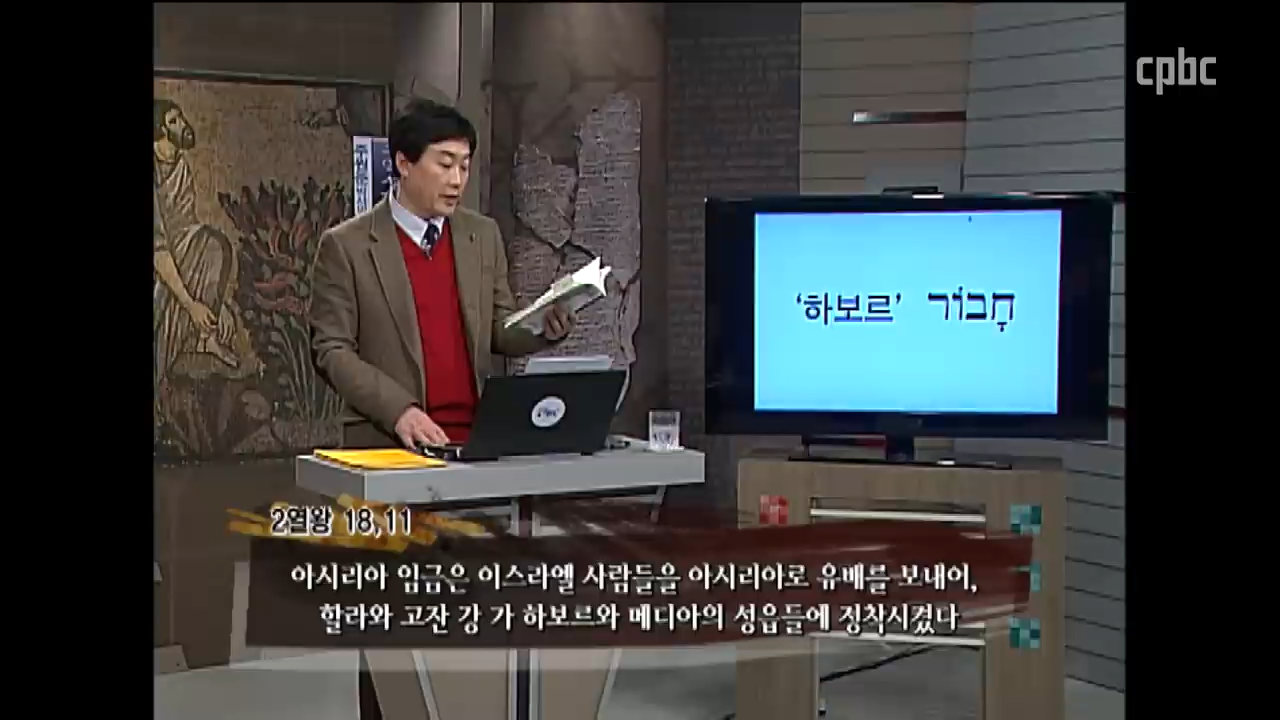 cpbc
‘하보르’ חָבוֹר
2열왕 18,11
아시리아 임금은 이스라엘 사람들을 아시리아로 유배를 보내어,
할라와 고잔 강 가 하보르와 메디아의 성읍들에 정착시켰다